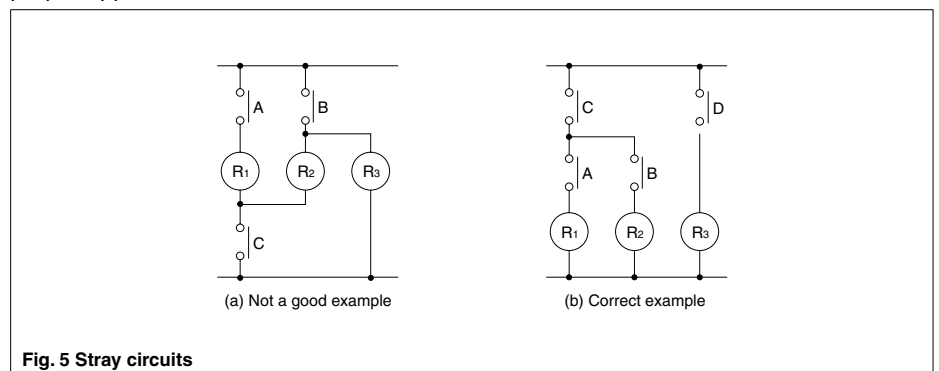 A
B
R1
R2
R3
C
(a) Not a good example
C
D
A
B
R1
R2
R3
(b) Correct example
Fig. 5 Stray circuits